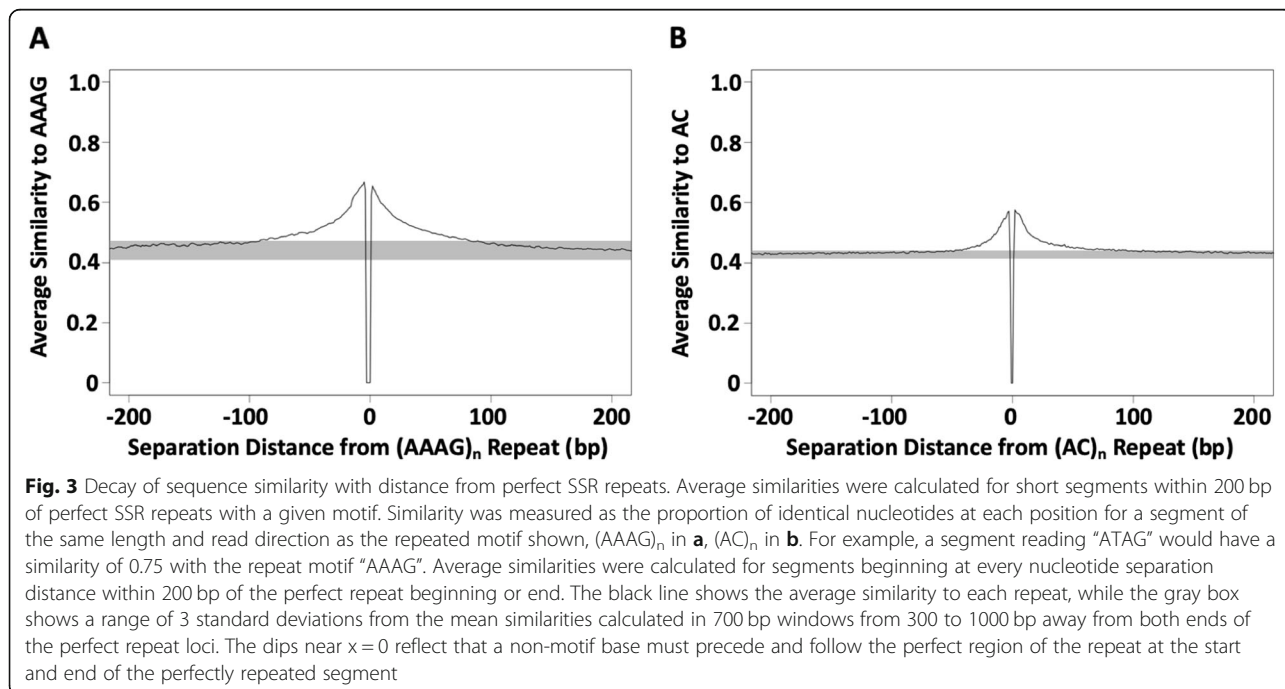 A
B
Average Similarity to AAAG
1.0
0.8
0.6
0.4
0.2
0
-200
-100
0
100
200
Separation Distance from (AAAG)n Repeat (bp)
Average Similarity to AC
1.0
0.8
0.6
0.4
0.2
0
-200
-100
0
100
200
Separation Distance from (AC)n Repeat (bp)
Fig. 3 Decay of sequence similarity with distance from perfect SSR repeats. Average similarities were calculated for short segments within 200 bp
of perfect SSR repeats with a given motif. Similarity was measured as the proportion of identical nucleotides at each position for a segment of
the same length and read direction as the repeated motif shown, (AAAG)n in a, (AC)n in b. For example, a segment reading “ATAG” would have a
similarity of 0.75 with the repeat motif “AAAG”. Average similarities were calculated for segments beginning at every nucleotide separation
distance within 200 bp of the perfect repeat beginning or end. The black line shows the average similarity to each repeat, while the gray box
shows a range of 3 standard deviations from the mean similarities calculated in 700 bp windows from 300 to 1000 bp away from both ends of
the perfect repeat loci. The dips near x = 0 reflect that a non-motif base must precede and follow the perfect region of the repeat at the start
and end of the perfectly repeated segment